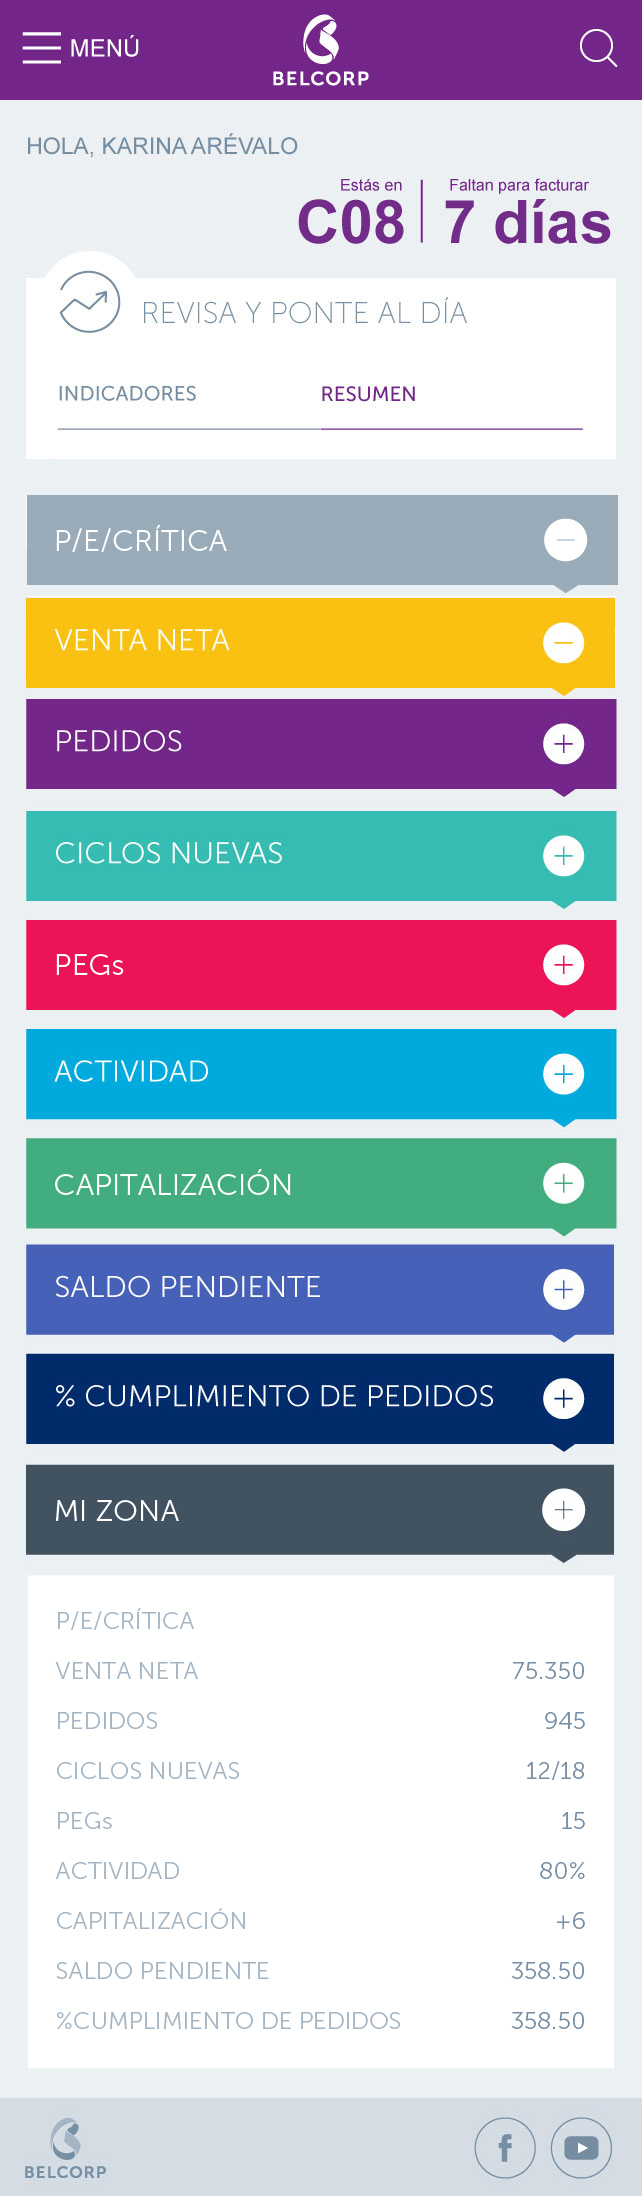 MENÚ
BELCORP
HOLA, KARINA ARÉVALO
Estás en
C08
Faltan para facturar
7 días
REVISA Y PONTE AL DÍA
INDICADORES
RESUMEN
P/E/CRÍTICA
VENTA NETA
PEDIDOS
CICLOS NUEVAS
PEGs
ACTIVIDAD
CAPITALIZACIÓN
SALDO PENDIENTE
% CUMPLIMIENTO DE PEDIDOS
MI ZONA
P/E/CRÍTICA
VENTA NETA 75.350
PEDIDOS 945
CICLOS NUEVAS 12/18
PEGs 15
ACTIVIDAD 80%
CAPITALIZACIÓN +6
SALDO PENDIENTE 358.50
%CUMPLIMIENTO DE PEDIDOS 358.50
BELCORP